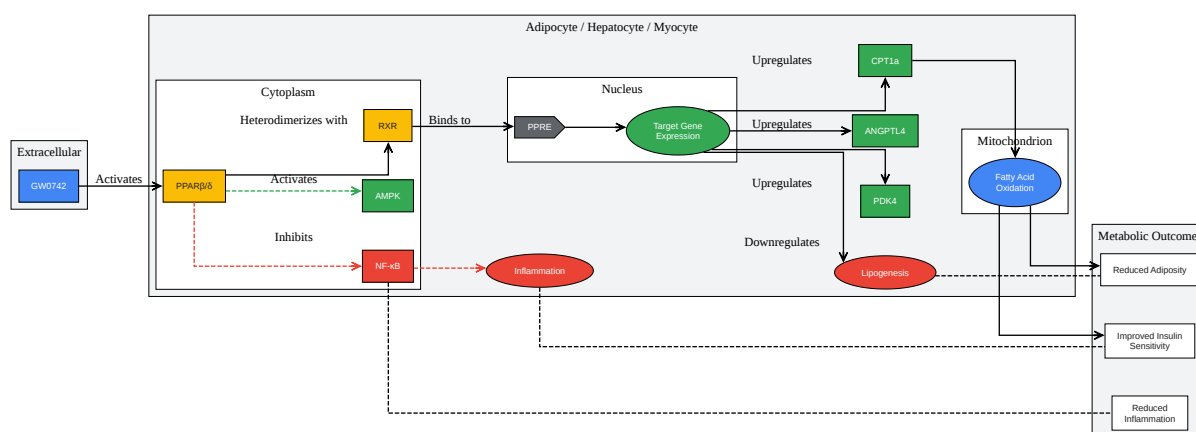 Adipocyte / Hepatocyte / Myocyte
Cytoplasm
Nucleus
Upregulates
CPT1a
Heterodimerizes with
RXR
Binds to
PPRE
Target Gene
Expression
Upregulates
ANGPTL4
Mitochondrion
Extracellular
GW0742
Activates
PPARβ/δ
Activates
AMPK
Upregulates
PDK4
Fatty Acid
Oxidation
Inhibits
NF-κB
Inflammation
Downregulates
Lipogenesis
Metabolic Outcome
Reduced Adiposity
Improved Insulin
Sensitivity
Reduced
Inflammation